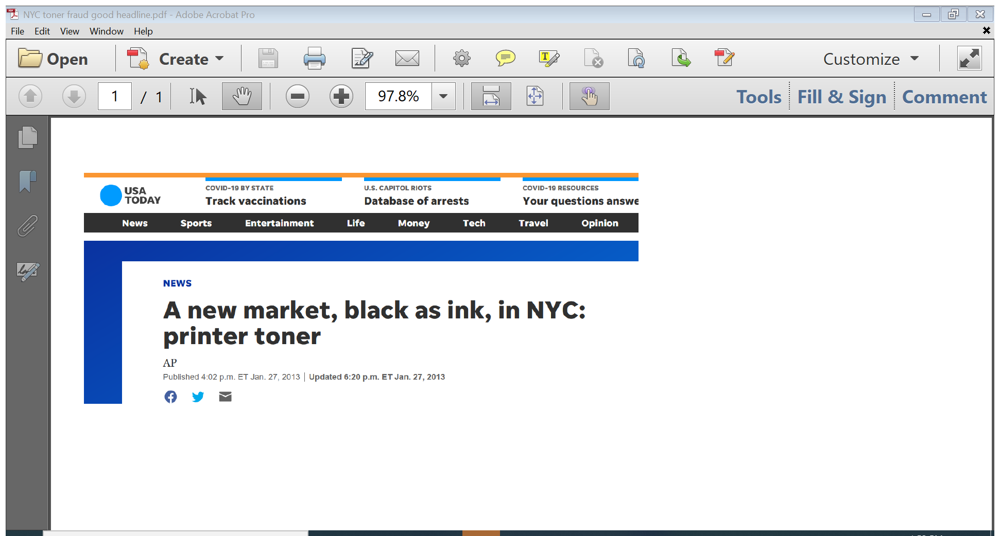 NYC toner fraud good headline.pdf - Adobe Acrobat Pro
File Edit View Window Help
Open Create Customize
1 / 1 97.8% Tools Fill & Sign Comment
USA TODAY
COVID-19 BY STATE
Track vaccinations
U.S. CAPITOL RIOTS
Database of arrests
COVID-19 RESOURCES
Your questions answe
News Sports Entertainment Life Money Tech Travel Opinion
NEWS
A new market, black as ink, in NYC:
printer toner
AP
Published 4:02 p.m. ET Jan. 27, 2013 | Updated 6:20 p.m. ET Jan. 27, 2013